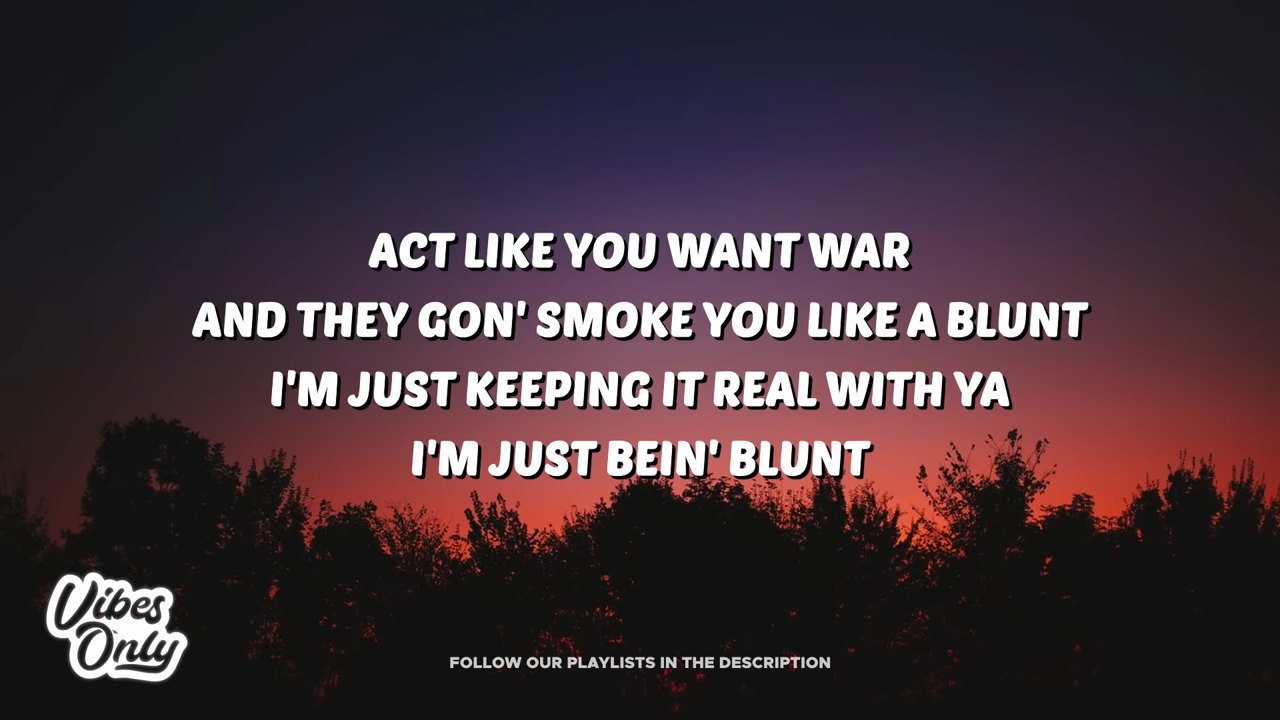 ACT LIKE YOU WANT WAR
AND THEY GON' SMOKE YOU LIKE A BLUNT
I'M JUST KEEPING IT REAL WITH YA
I'M JUST BEIN' BLUNT
Vibes
Only
FOLLOW OUR PLAYLISTS IN THE DESCRIPTION